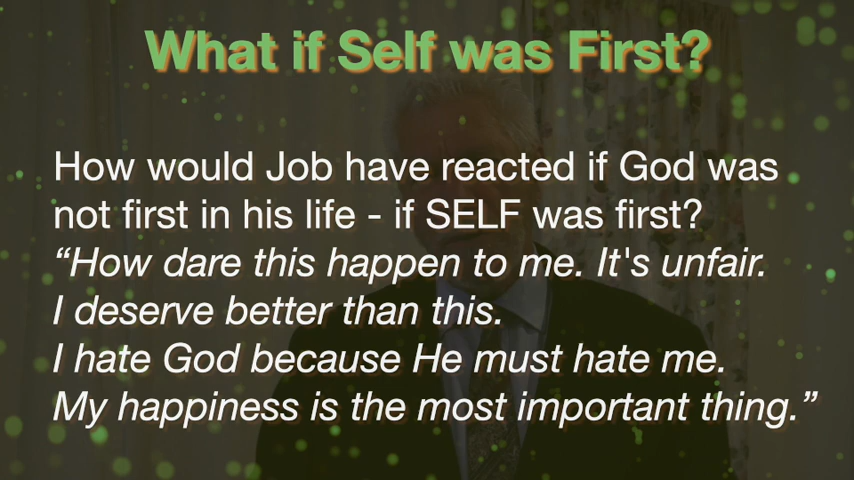 What if Self was First?
How would Job have reacted if God was
not first in his life - if SELF was first?
“How dare this happen to me. It's unfair.
I deserve better than this.
I hate God because He must hate me.
My happiness is the most important thing.”